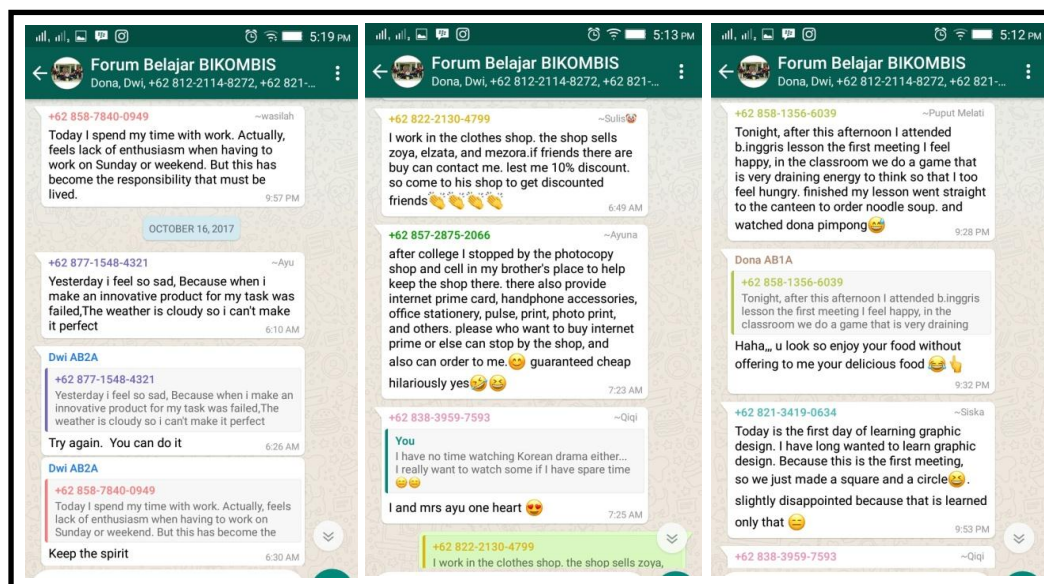 5:19 PM
Forum Belajar BIKOMBIS
Dona, Dwi, +62 812-2114-8272, +62 821-...
+62 858-7840-0949 ~wasilah
Today I spend my time with work. Actually,
feels lack of enthusiasm when having to
work on Sunday or weekend. But this has
become the responsibility that must be
lived.
9:57 PM
OCTOBER 16, 2017
+62 877-1548-4321 ~Ayu
Yesterday i feel so sad, Because when i
make an innovative product for my task was
failed,The weather is cloudy so i can't make
it perfect
6:10 AM
Dwi AB2A
+62 877-1548-4321
Yesterday i feel so sad, Because when i make an
innovative product for my task was failed,The
weather is cloudy so i can't make it perfect
Try again. You can do it
6:26 AM
Dwi AB2A
+62 858-7840-0949
Today I spend my time with work. Actually, feels
lack of enthusiasm when having to work on
Sunday or weekend. But this has become the
Keep the spirit
6:30 AM
5:13 PM
Forum Belajar BIKOMBIS
Dona, Dwi, +62 812-2114-8272, +62 821-...
+62 822-2130-4799 ~Sulis🤡
I work in the clothes shop. the shop sells
zoya, elzata, and mezora.if friends there are
buy can contact me. lest me 10% discount.
so come to his shop to get discounted
friends👏👏👏👏
6:49 AM
+62 857-2875-2066 ~Ayuna
after college I stopped by the photocopy
shop and cell in my brother's place to help
keep the shop there. there also provide
internet prime card, handphone accessories,
office stationery, pulse, print, photo print,
and others. please who want to buy internet
prime or else can stop by the shop, and
also can order to me.😊 guaranteed cheap
hilariously yes🤣😆
7:23 AM
+62 838-3959-7593 ~Qiqi
You
I have no time watching Korean drama either...
I really want to watch some if I have spare time
😄😄
I and mrs ayu one heart 😍
7:25 AM
+62 822-2130-4799
I work in the clothes shop. the shop sells zoya,
5:12 PM
Forum Belajar BIKOMBIS
Dona, Dwi, +62 812-2114-8272, +62 821-...
+62 858-1356-6039 ~Puput Melati
Tonight, after this afternoon I attended
b.inggris lesson the first meeting I feel
happy, in the classroom we do a game that
is very draining energy to think so that I too
feel hungry. finished my lesson went straight
to the canteen to order noodle soup. and
watched dona pimpong😅
9:28 PM
Dona AB1A
+62 858-1356-6039
Tonight, after this afternoon I attended b.inggris
lesson the first meeting I feel happy, in the
classroom we do a game that is very draining
Haha,,, u look so enjoy your food without
offering to me your delicious food 😂👆
9:32 PM
+62 821-3419-0634 ~Siska
Today is the first day of learning graphic
design. I have long wanted to learn graphic
design. Because this is the first meeting,
so we just made a square and a circle😆.
slightly disappointed because that is learned
only that 😑
9:53 PM
+62 838-3959-7593 ~Qiqi